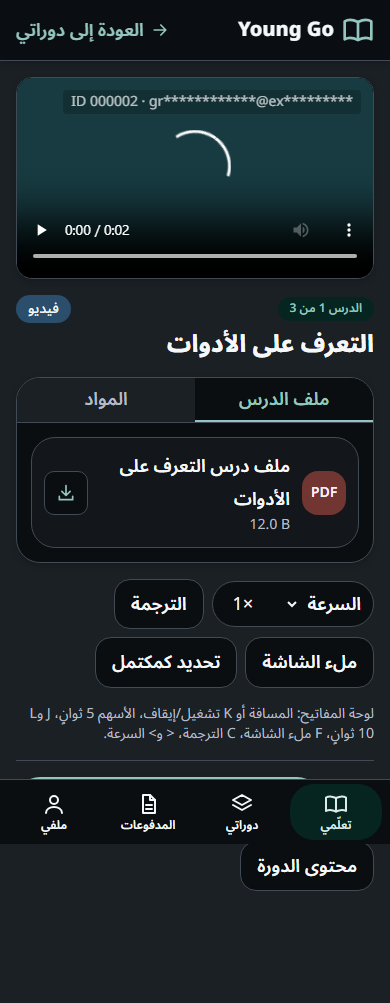 Young Go
العودة إلى دوراتي
ID 000002 · gr************@ex*********
0:00 / 0:02
الدرس 1 من 3
فيديو
التعرف على الأدوات
ملف الدرس
المواد
PDF
ملف درس التعرف على
الأدوات
12.0 B
السرعة
1×
الترجمة
ملء الشاشة
تحديد كمكتمل
لوحة المفاتيح: المسافة أو K تشغيل/إيقاف، الأسهم 5 ثوانٍ، J وL
10 ثوانٍ، F ملء الشاشة، C الترجمة، < و> السرعة.
تعلّمي
دوراتي
المدفوعات
ملفي
محتوى الدورة